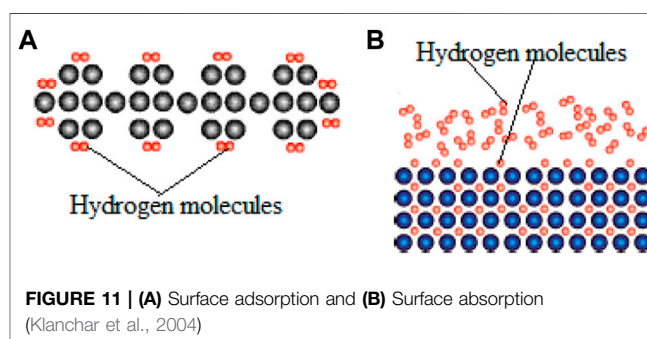 A
B
Hydrogen molecules
Hydrogen molecules
FIGURE 11 | (A) Surface adsorption and (B) Surface absorption
(Klanchar et al., 2004)